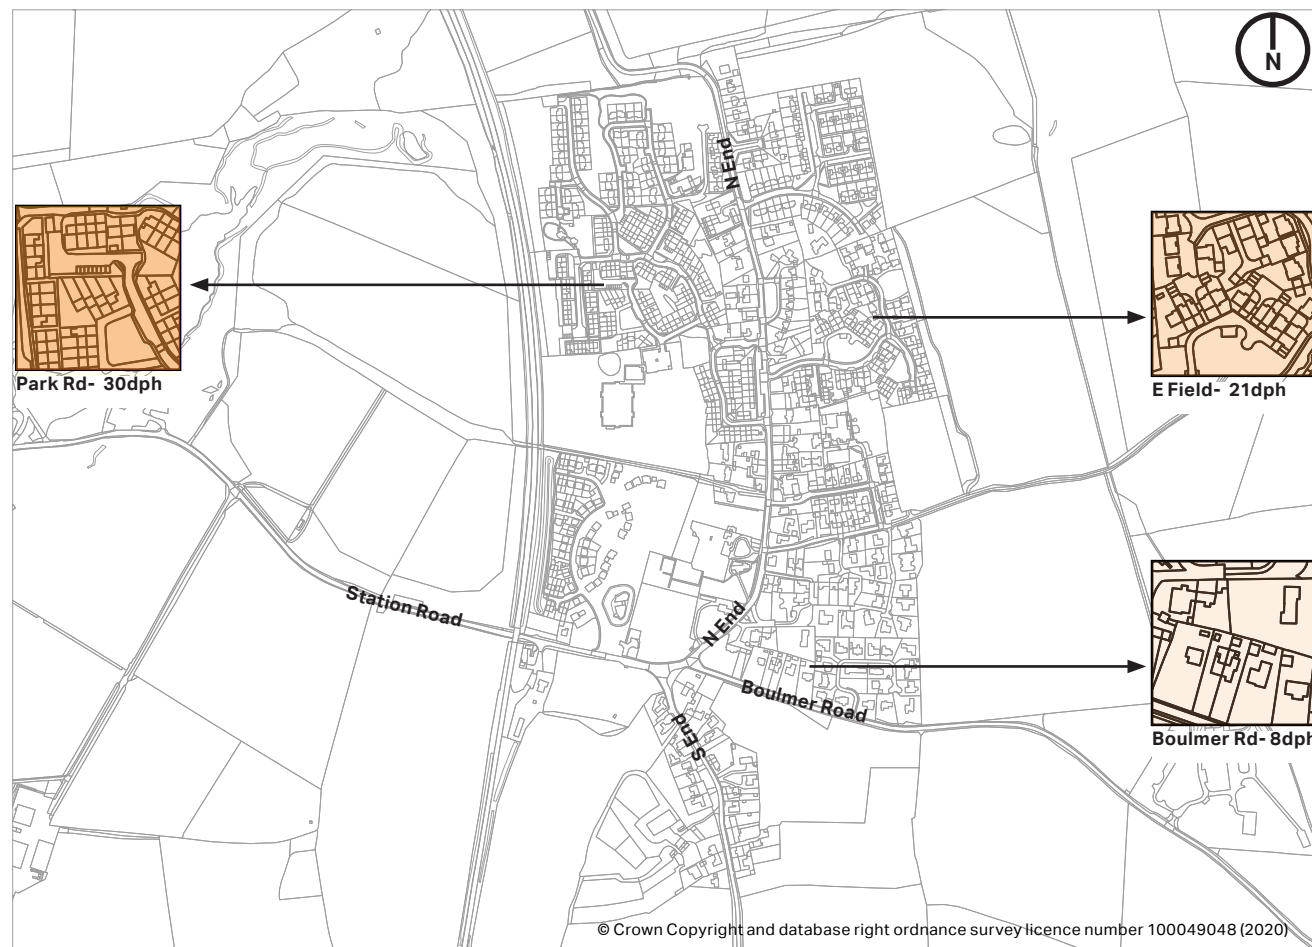 N
N End
Park Rd- 30dph
E Field- 21dph
Station Road
N End
Boulmer Road
S End
Boulmer Rd- 8dph
© Crown Copyright and database right ordnance survey licence number 100049048 (2020)